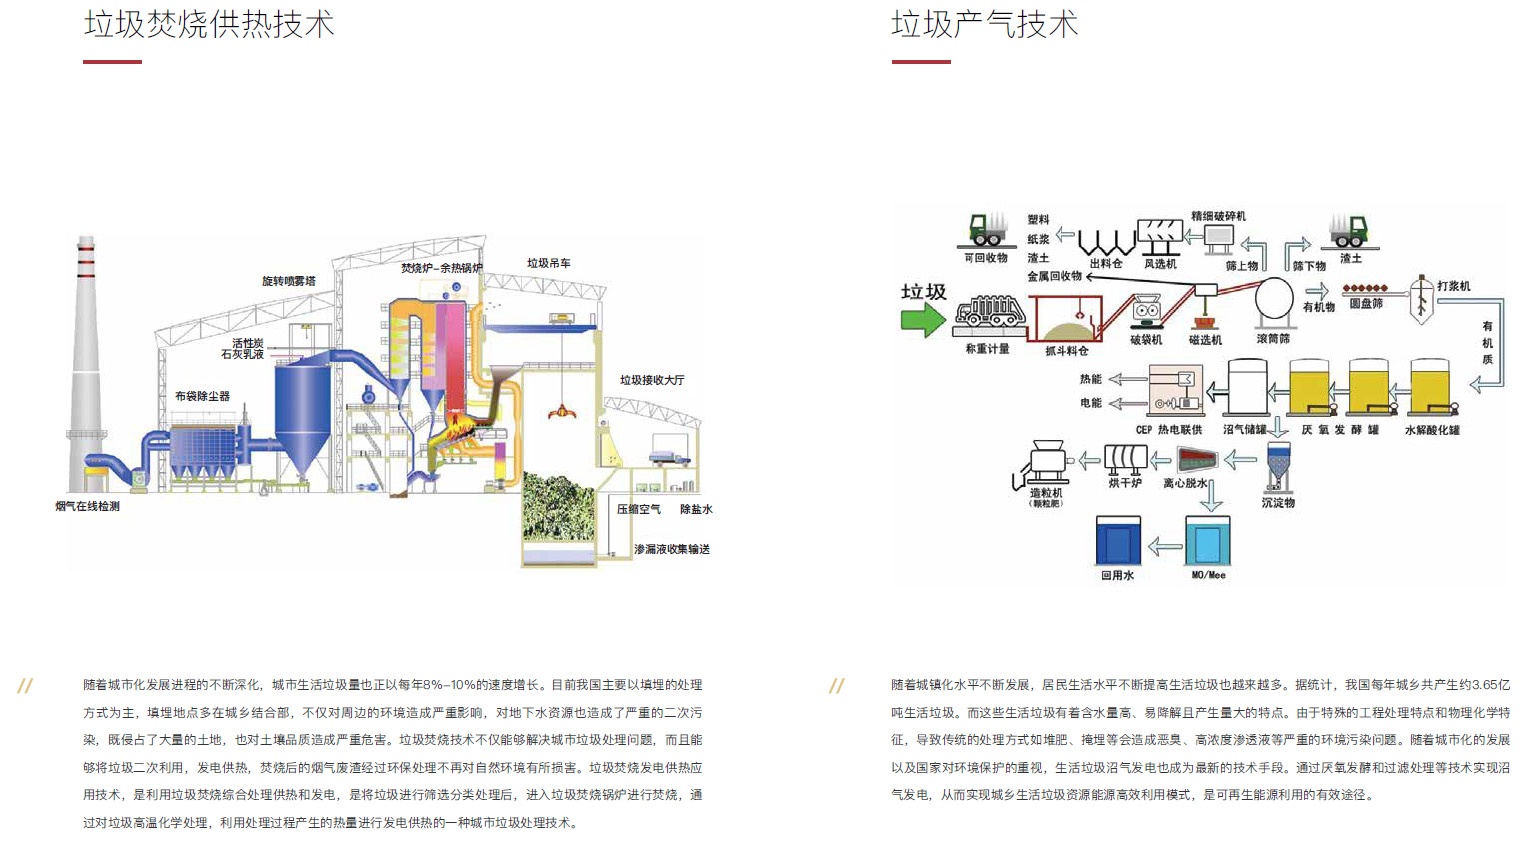 垃圾焚烧供热技术
旋转喷雾塔
焚烧炉-余热锅炉
垃圾吊车
活性炭
石灰乳液
布袋除尘器
垃圾接收大厅
烟气在线检测
压缩空气
除盐水
渗漏液收集输送
// 随着城市化发展进程的不断深化，城市生活垃圾量也正以每年8%-10%的速度增长。目前我国主要以填埋的处理
方式为主，填埋地点多在城乡结合部，不仅对周边的环境造成严重影响，对地下水资源也造成了严重的二次污
染，既侵占了大量的土地，也对土壤品质造成严重危害。垃圾焚烧技术不仅能够解决城市垃圾处理问题，而且能
够将垃圾二次利用，发电供热，焚烧后的烟气废渣经过环保处理不再对自然环境有所损害。垃圾焚烧发电供热应
用技术，是利用垃圾焚烧综合处理供热和发电，是将垃圾进行筛选分类处理后，进入垃圾焚烧锅炉进行焚烧，通
过对垃圾高温化学处理，利用处理过程产生的热量进行发电供热的一种城市垃圾处理技术。
垃圾产气技术
可回收物
塑料
纸浆
渣土
金属回收物
出料仓
风选机
精细破碎机
筛上物
筛下物
渣土
垃圾
称重计量
抓斗料仓
破袋机
磁选机
滚筒筛
有机物
圆盘筛
打浆机
有机质
热能
电能
CEP 热电联供
沼气储罐
厌氧发酵罐
水解酸化罐
造粒机
（颗粒肥）
烘干炉
离心脱水
沉淀物
回用水
MO/Mee
// 随着城镇化水平不断发展，居民生活水平不断提高生活垃圾也越来越多。据统计，我国每年城乡共产生约3.65亿
吨生活垃圾。而这些生活垃圾有着含水量高、易降解且产生量大的特点。由于特殊的工程处理特点和物理化学特
征，导致传统的处理方式如堆肥、掩埋等会造成恶臭、高浓度渗透液等严重的环境污染问题。随着城市化的发展
以及国家对环境保护的重视，生活垃圾沼气发电也成为最新的技术手段。通过厌氧发酵和过滤处理等技术实现沼
气发电，从而实现城乡生活垃圾资源能源高效利用模式，是可再生能源利用的有效途径。